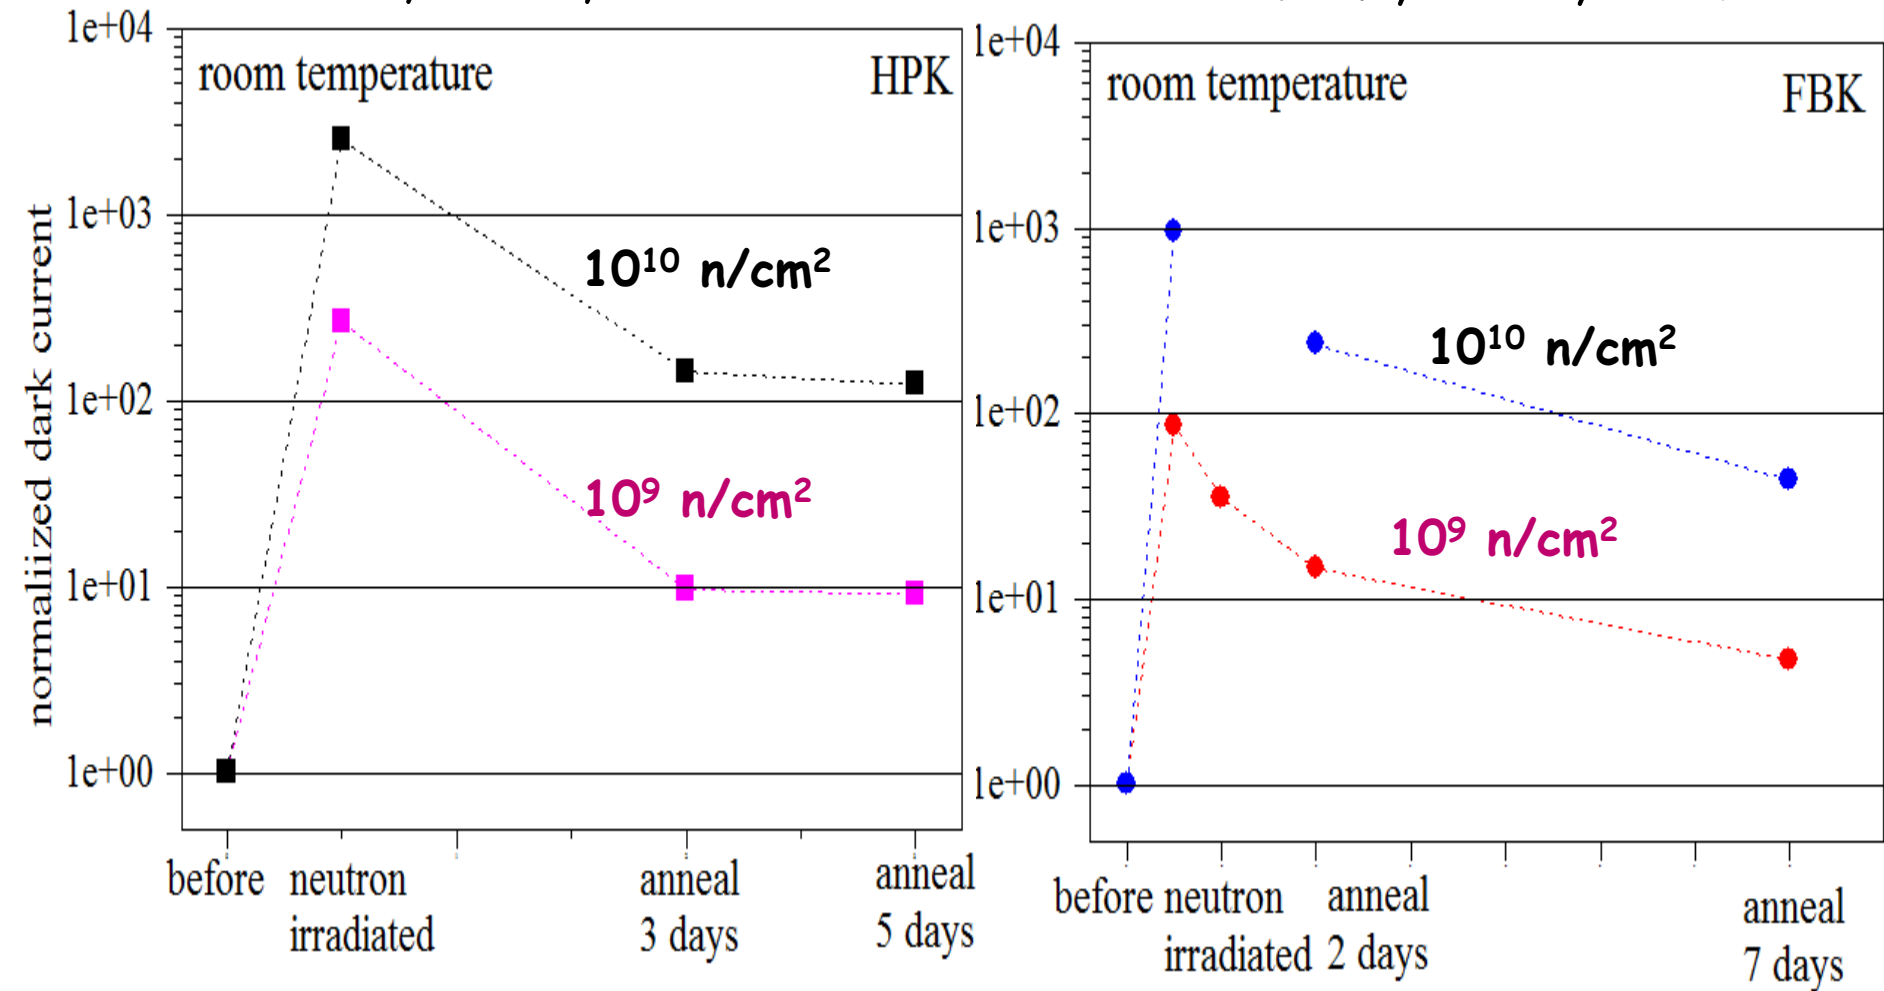 1e+04
room temperature
HPK
1e+03
10¹⁰ n/cm²
1e+02
10⁹ n/cm²
1e+01
1e+00
normaliized dark current
before
neutron
irradiated
anneal
3 days
anneal
5 days
1e+04
room temperature
FBK
1e+03
10¹⁰ n/cm²
1e+02
10⁹ n/cm²
1e+01
1e+00
before
neutron
irradiated
anneal
2 days
anneal
7 days